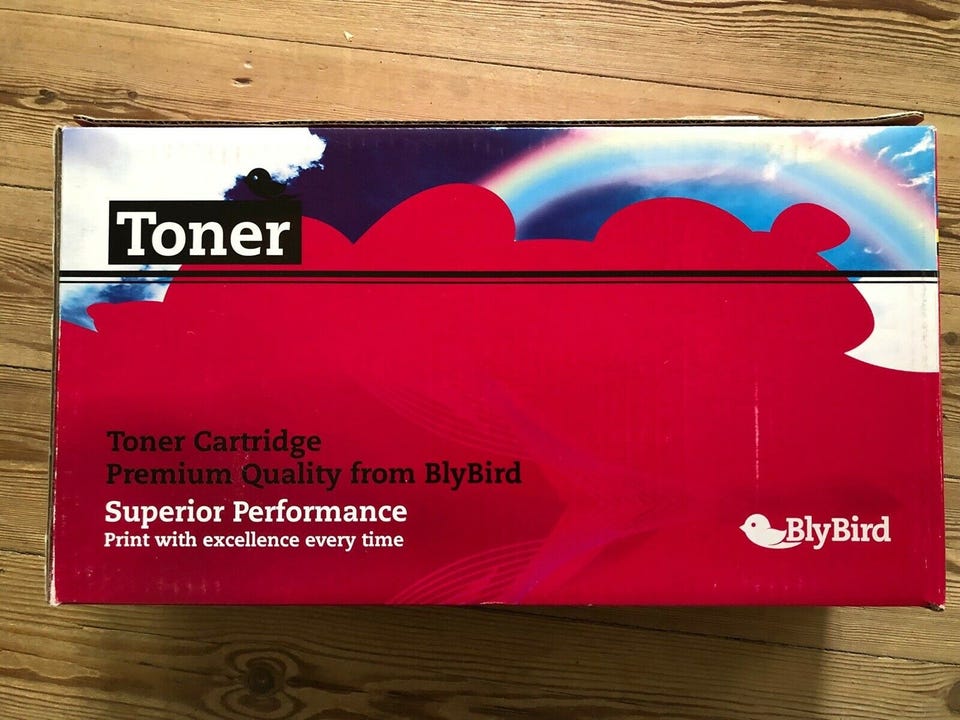 Toner
Toner Cartridge
Premium Quality from BlyBird
Superior Performance
Print with excellence every time
BlyBird